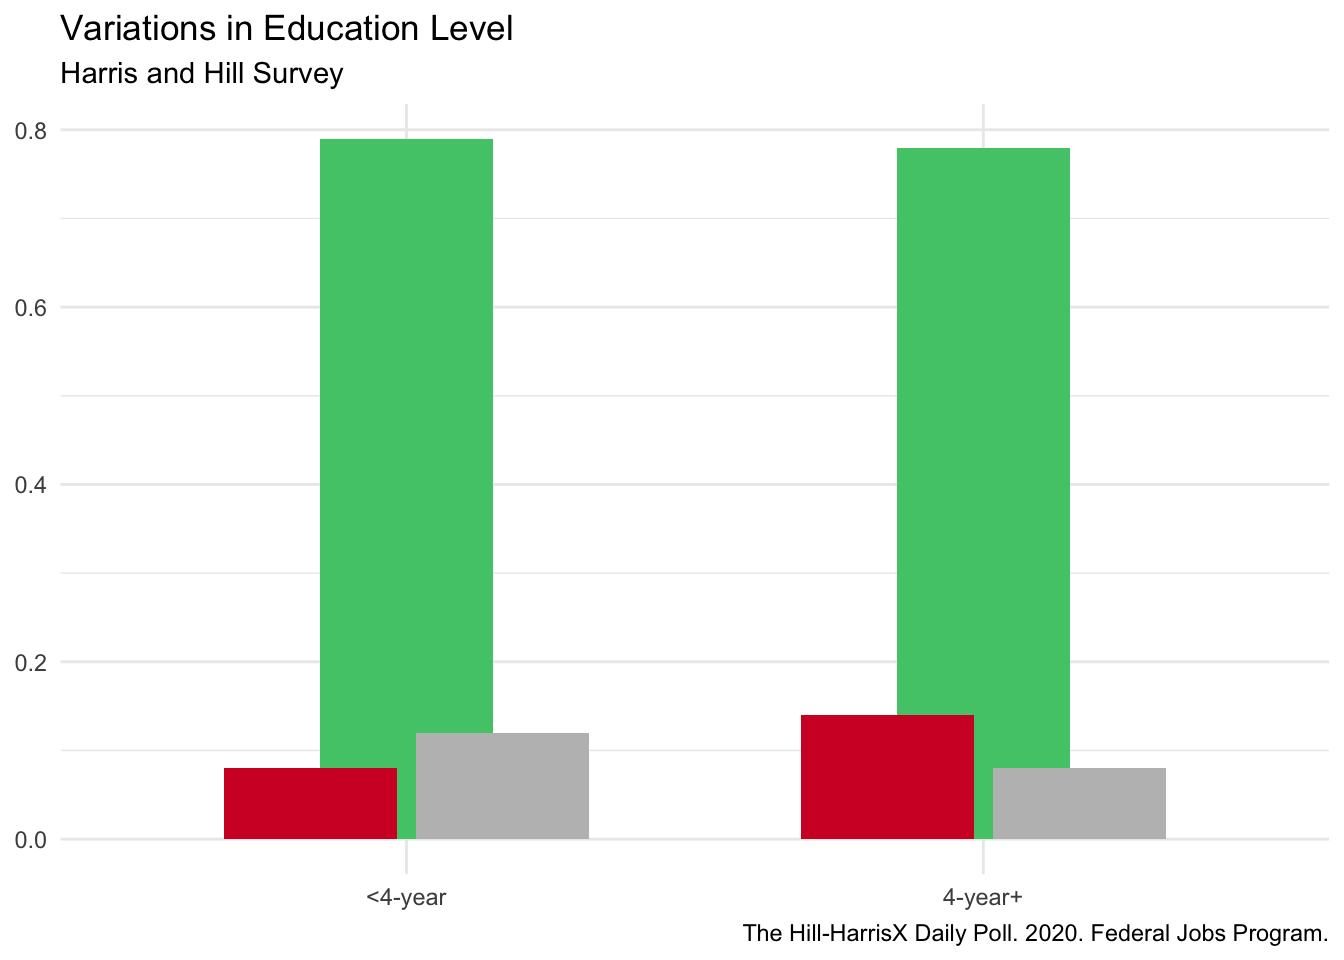 Variations in Education Level
Harris and Hill Survey
0.8
0.6
0.4
0.2
0.0
<4-year
4-year+
The Hill-HarrisX Daily Poll. 2020. Federal Jobs Program.